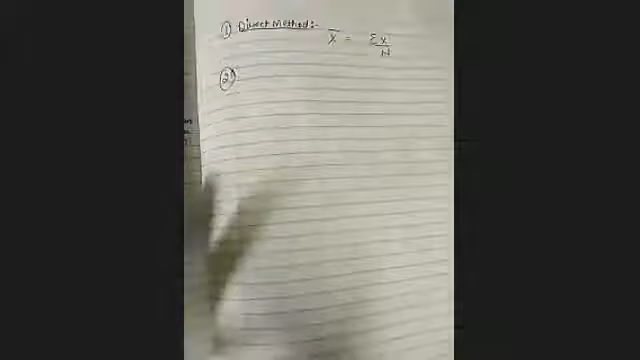 ① Direct Method:-
X̄ = Σx/N
②